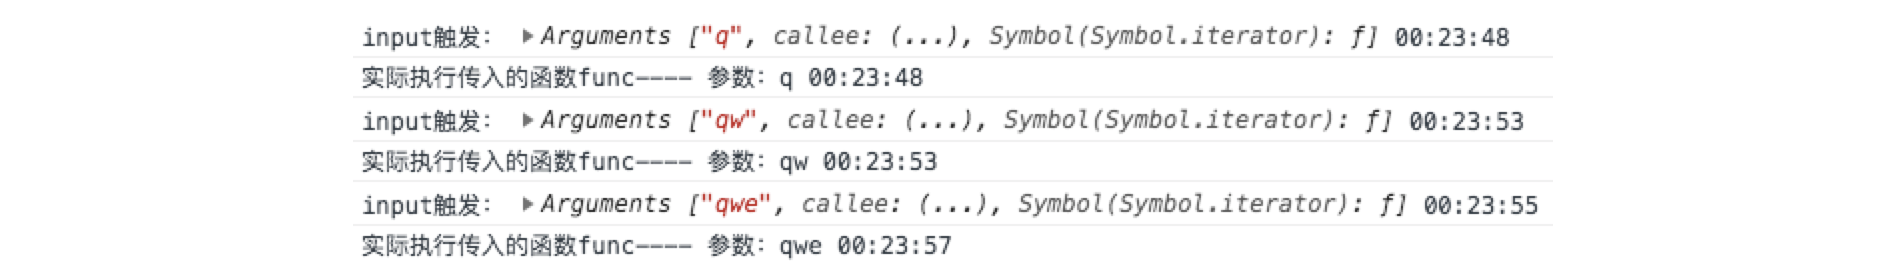 input触发： ▶Arguments ["q", callee: (...), Symbol(Symbol.iterator): f] 00:23:48
实际执行传入的函数func———— 参数：q 00:23:48
input触发： ▶Arguments ["qw", callee: (...), Symbol(Symbol.iterator): f] 00:23:53
实际执行传入的函数func———— 参数：qw 00:23:53
input触发： ▶Arguments ["qwe", callee: (...), Symbol(Symbol.iterator): f] 00:23:55
实际执行传入的函数func———— 参数：qwe 00:23:57